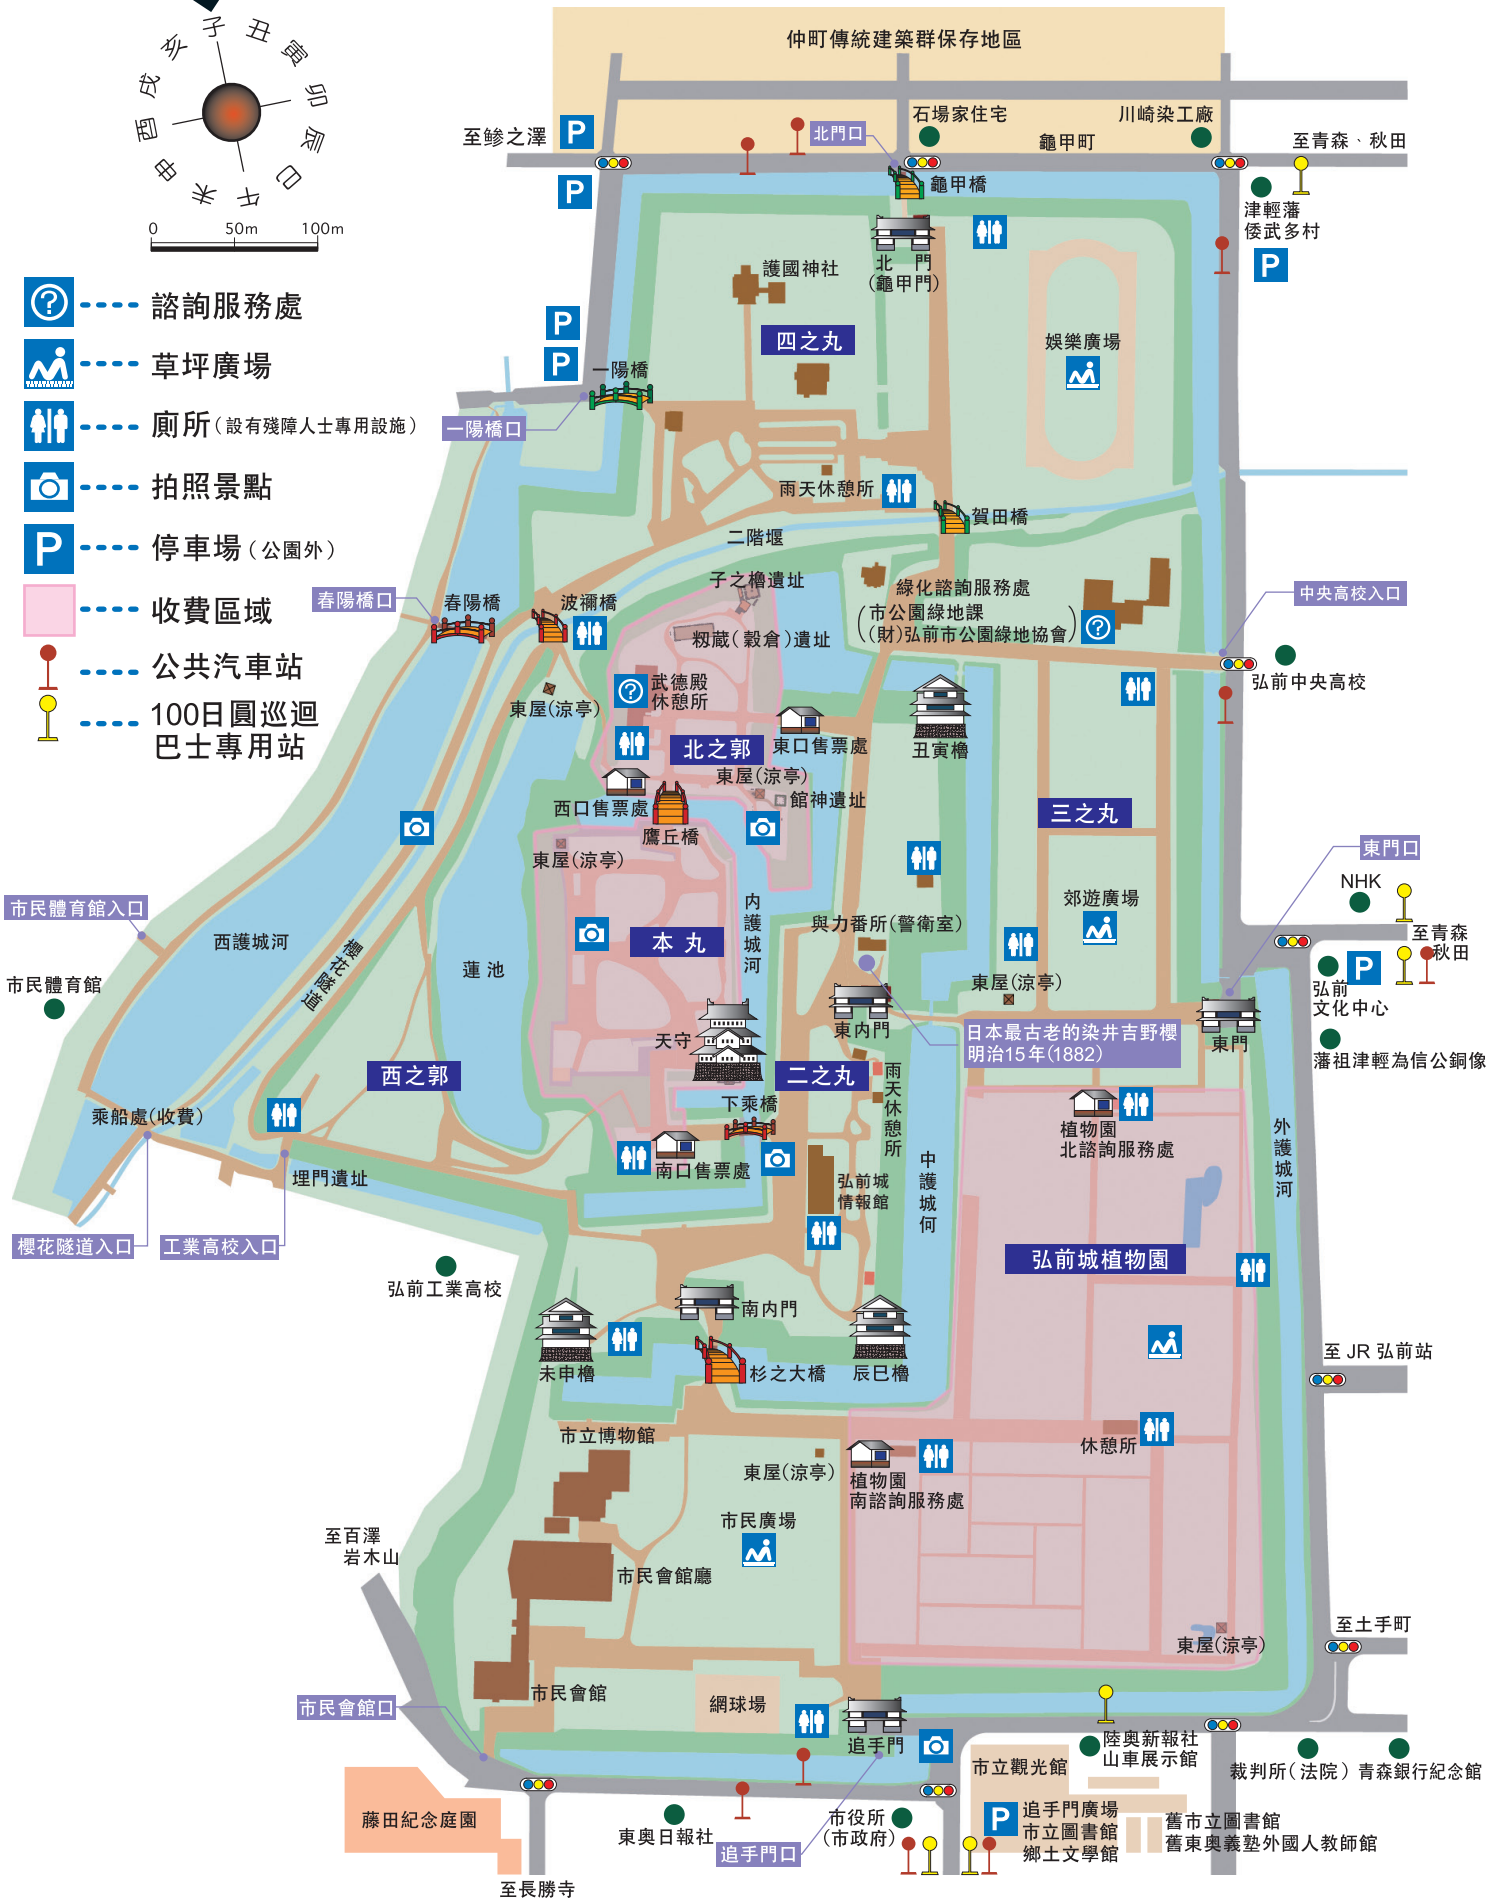 子
丑
寅
卯
辰
巳
午
未
申
酉
戌
亥
0 50m 100m
諮詢服務處
草坪廣場
廁所（設有殘障人士專用設施）
拍照景點
P 停車場（公園外）
收費區域
公共汽車站
100日圓巡迴
巴士專用站
仲町傳統建築群保存地區
至鰺之澤
P
P
北門口
石場家住宅
龜甲町
川崎染工廠
至青森、秋田
龜甲橋
津輕藩
倭武多村
P
北　門
(龜甲門)
護國神社
四之丸
娛樂廣場
P
P
一陽橋
一陽橋口
雨天休憩所
賀田橋
二階堰
子之櫓遺址
綠化諮詢服務處
(市公園綠地課
(財)弘前市公園綠地協會)
中央高校入口
弘前中央高校
春陽橋口
春陽橋
波禰橋
籾蔵(穀倉)遺址
武德殿
休憩所
東屋(涼亭)
北之郭
東口售票處
丑寅櫓
東屋(涼亭)
館神遺址
西口售票處
鷹丘橋
三之丸
東屋(涼亭)
東門口
NHK
郊遊廣場
至青森
秋田
P
弘前
文化中心
藩祖津輕為信公銅像
市民體育館入口
市民體育館
西護城河
櫻花隧道
蓮池
本丸
内護城河
與力番所(警衛室)
東屋(涼亭)
東内門
東門
日本最古老的染井吉野櫻
明治15年(1882)
天守
西之郭
二之丸
雨天休憩所
下乘橋
乘船處(收費)
埋門遺址
南口售票處
弘前城
情報館
中護城何
植物園
北諮詢服務處
外護城河
櫻花隧道入口
工業高校入口
弘前工業高校
弘前城植物園
南内門
未申櫓
杉之大橋
辰巳櫓
至 JR 弘前站
市立博物館
東屋(涼亭)
植物園
南諮詢服務處
休憩所
市民廣場
至百澤
岩木山
市民會館廳
至土手町
東屋(涼亭)
市民會館
市民會館口
網球場
追手門
陸奧新報社
山車展示館
市立觀光館
裁判所(法院)
青森銀行紀念館
藤田紀念庭園
東奧日報社
追手門口
市役所
(市政府)
P
追手門廣場
市立圖書館
鄉土文學館
舊市立圖書館
舊東奧義塾外國人教師館
至長勝寺